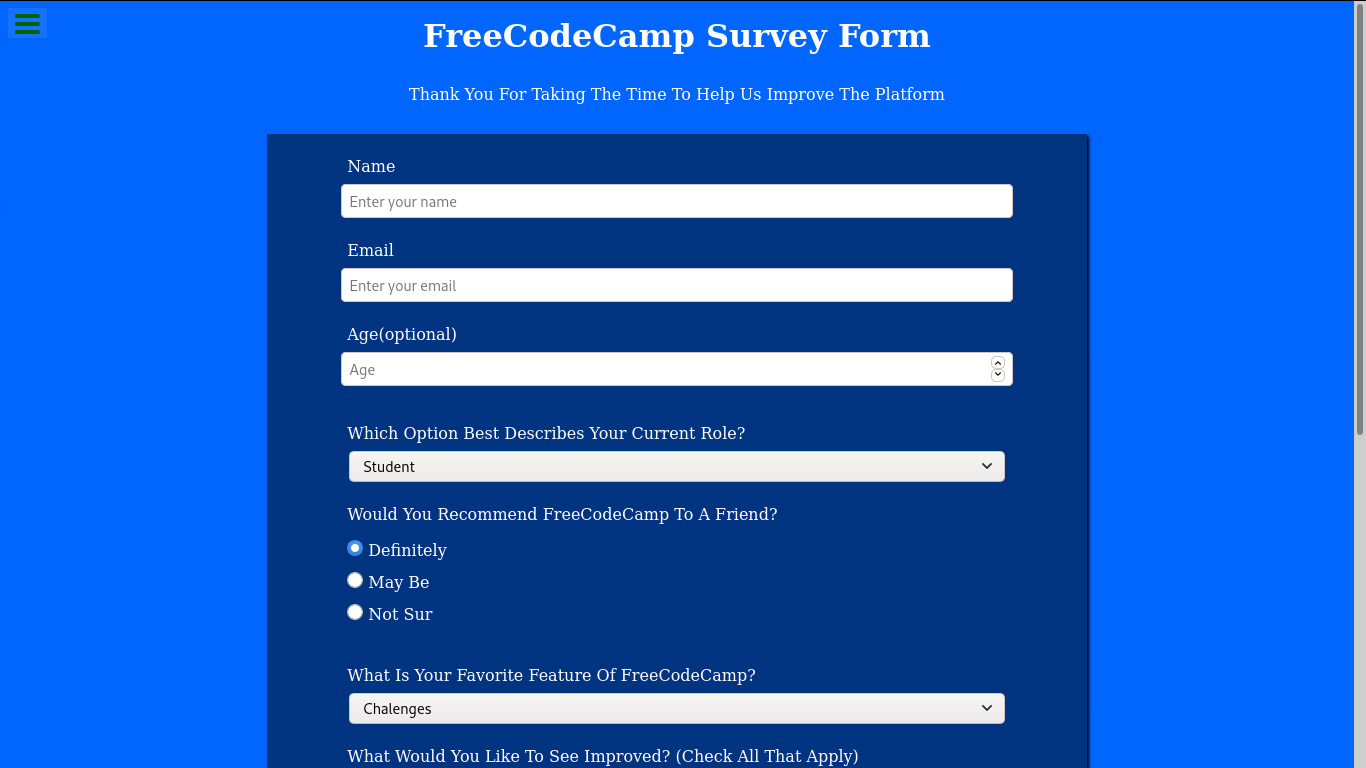 FreeCodeCamp Survey Form
Thank You For Taking The Time To Help Us Improve The Platform
Name
Enter your name
Email
Enter your email
Age(optional)
Age
Which Option Best Describes Your Current Role?
Student
Would You Recommend FreeCodeCamp To A Friend?
Definitely
May Be
Not Sur
What Is Your Favorite Feature Of FreeCodeCamp?
Chalenges
What Would You Like To See Improved? (Check All That Apply)